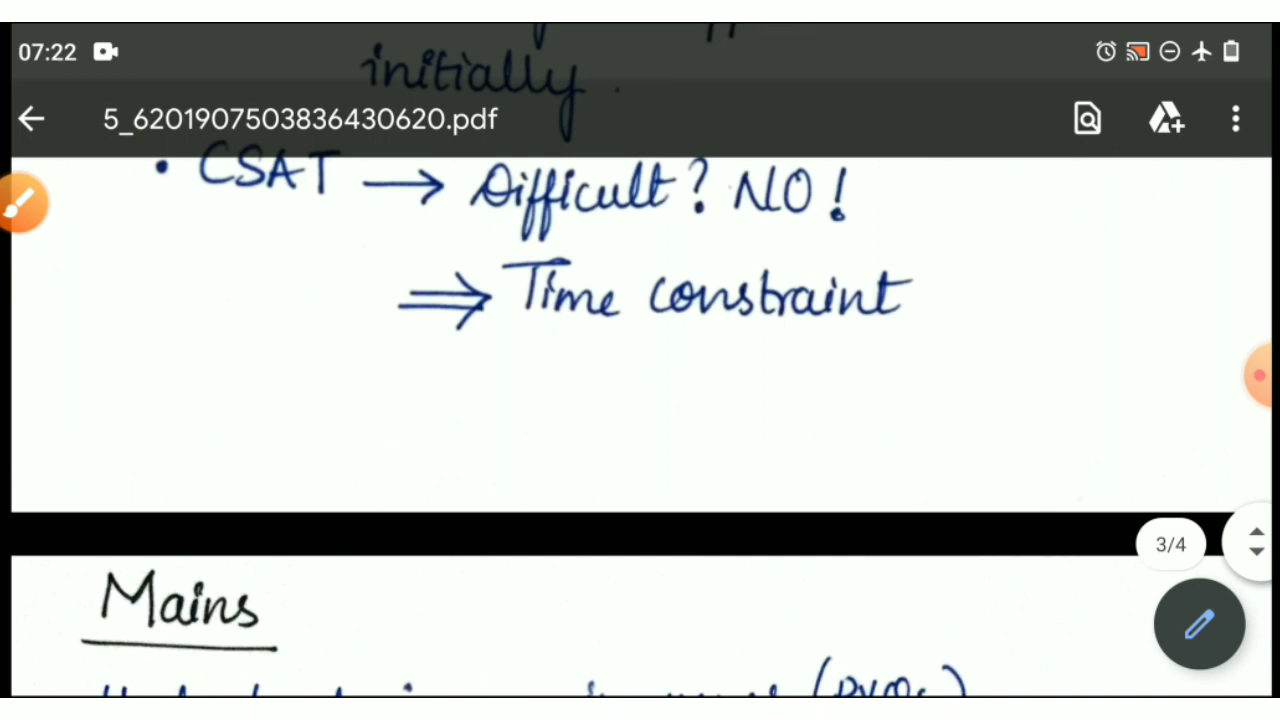 07:22
initially.
5_6201907503836430620.pdf
• CSAT → Difficult? NO!
⇒ Time constraint
3/4
Mains